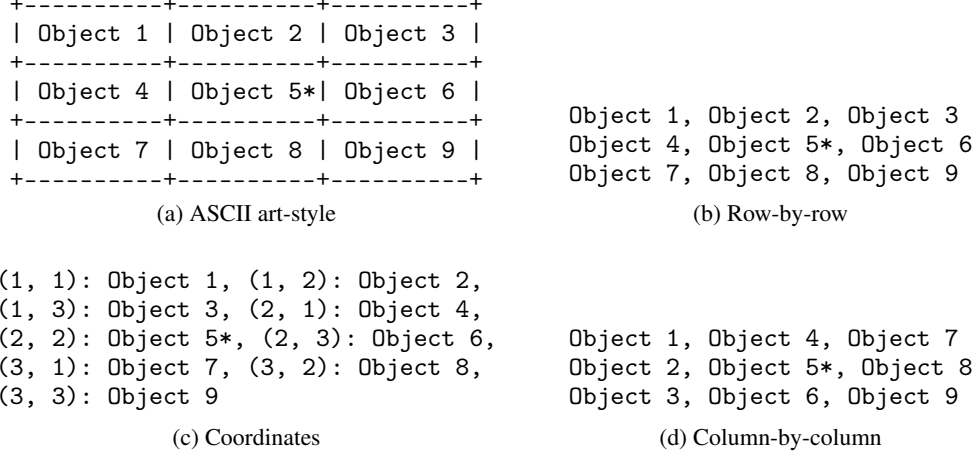 +----------+----------+----------+
| Object 1 | Object 2 | Object 3 |
+----------+----------+----------+
| Object 4 | Object 5*| Object 6 |
+----------+----------+----------+
| Object 7 | Object 8 | Object 9 |
+----------+----------+----------+
(a) ASCII art-style
Object 1, Object 2, Object 3
Object 4, Object 5*, Object 6
Object 7, Object 8, Object 9
(b) Row-by-row
(1, 1): Object 1, (1, 2): Object 2,
(1, 3): Object 3, (2, 1): Object 4,
(2, 2): Object 5*, (2, 3): Object 6,
(3, 1): Object 7, (3, 2): Object 8,
(3, 3): Object 9
(c) Coordinates
Object 1, Object 4, Object 7
Object 2, Object 5*, Object 8
Object 3, Object 6, Object 9
(d) Column-by-column